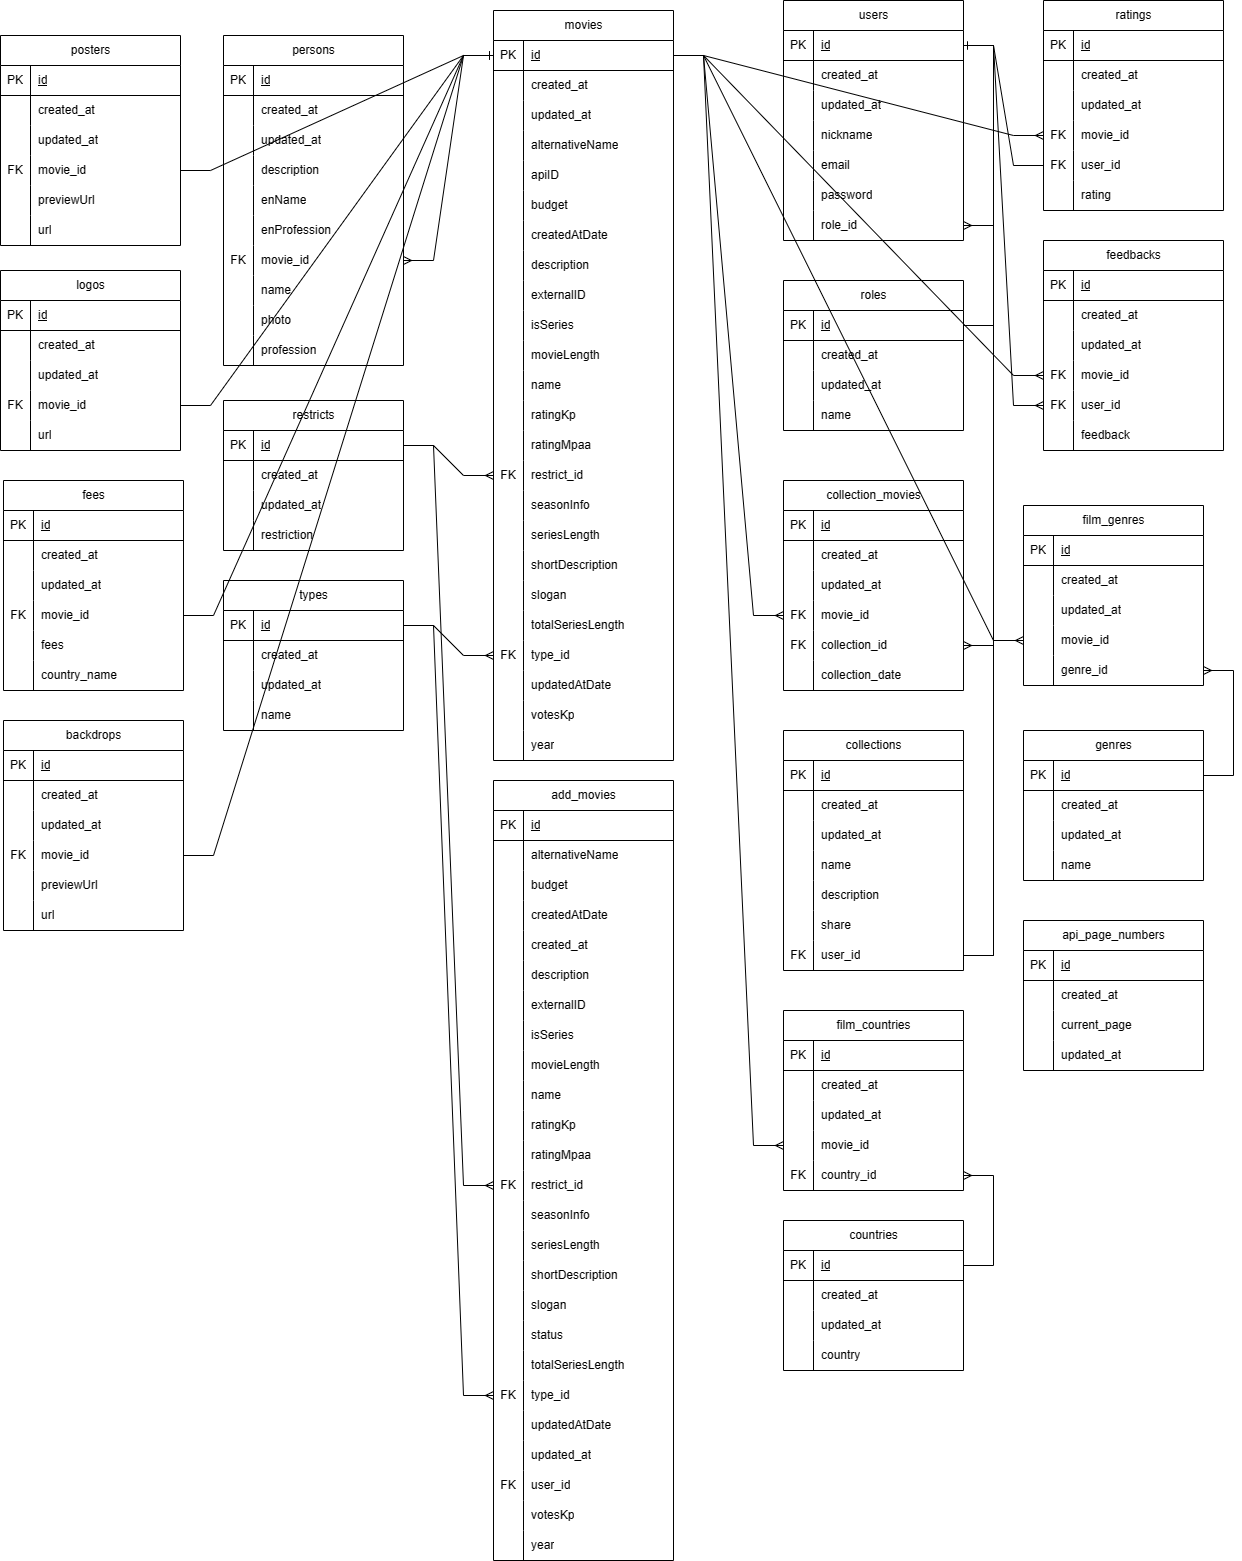 posters
PK id
created_at
updated_at
FK movie_id
previewUrl
url
logos
PK id
created_at
updated_at
FK movie_id
url
fees
PK id
created_at
updated_at
FK movie_id
fees
country_name
backdrops
PK id
created_at
updated_at
FK movie_id
previewUrl
url
persons
PK id
created_at
updated_at
description
enName
enProfession
FK movie_id
name
photo
profession
restricts
PK id
created_at
updated_at
restriction
types
PK id
created_at
updated_at
name
movies
PK id
created_at
updated_at
alternativeName
apiID
budget
createdAtDate
description
externalID
isSeries
movieLength
name
ratingKp
ratingMpaa
FK restrict_id
seasonInfo
seriesLength
shortDescription
slogan
totalSeriesLength
FK type_id
updatedAtDate
votesKp
year
add_movies
PK id
alternativeName
budget
createdAtDate
created_at
description
externalID
isSeries
movieLength
name
ratingKp
ratingMpaa
FK restrict_id
seasonInfo
seriesLength
shortDescription
slogan
status
totalSeriesLength
FK type_id
updatedAtDate
updated_at
FK user_id
votesKp
year
users
PK id
created_at
updated_at
nickname
email
password
role_id
roles
PK id
created_at
updated_at
name
collection_movies
PK id
created_at
updated_at
FK movie_id
FK collection_id
collection_date
collections
PK id
created_at
updated_at
name
description
share
FK user_id
film_countries
PK id
created_at
updated_at
movie_id
FK country_id
countries
PK id
created_at
updated_at
country
ratings
PK id
created_at
updated_at
FK movie_id
FK user_id
rating
feedbacks
PK id
created_at
updated_at
FK movie_id
FK user_id
feedback
film_genres
PK id
created_at
updated_at
movie_id
genre_id
genres
PK id
created_at
updated_at
name
api_page_numbers
PK id
created_at
current_page
updated_at